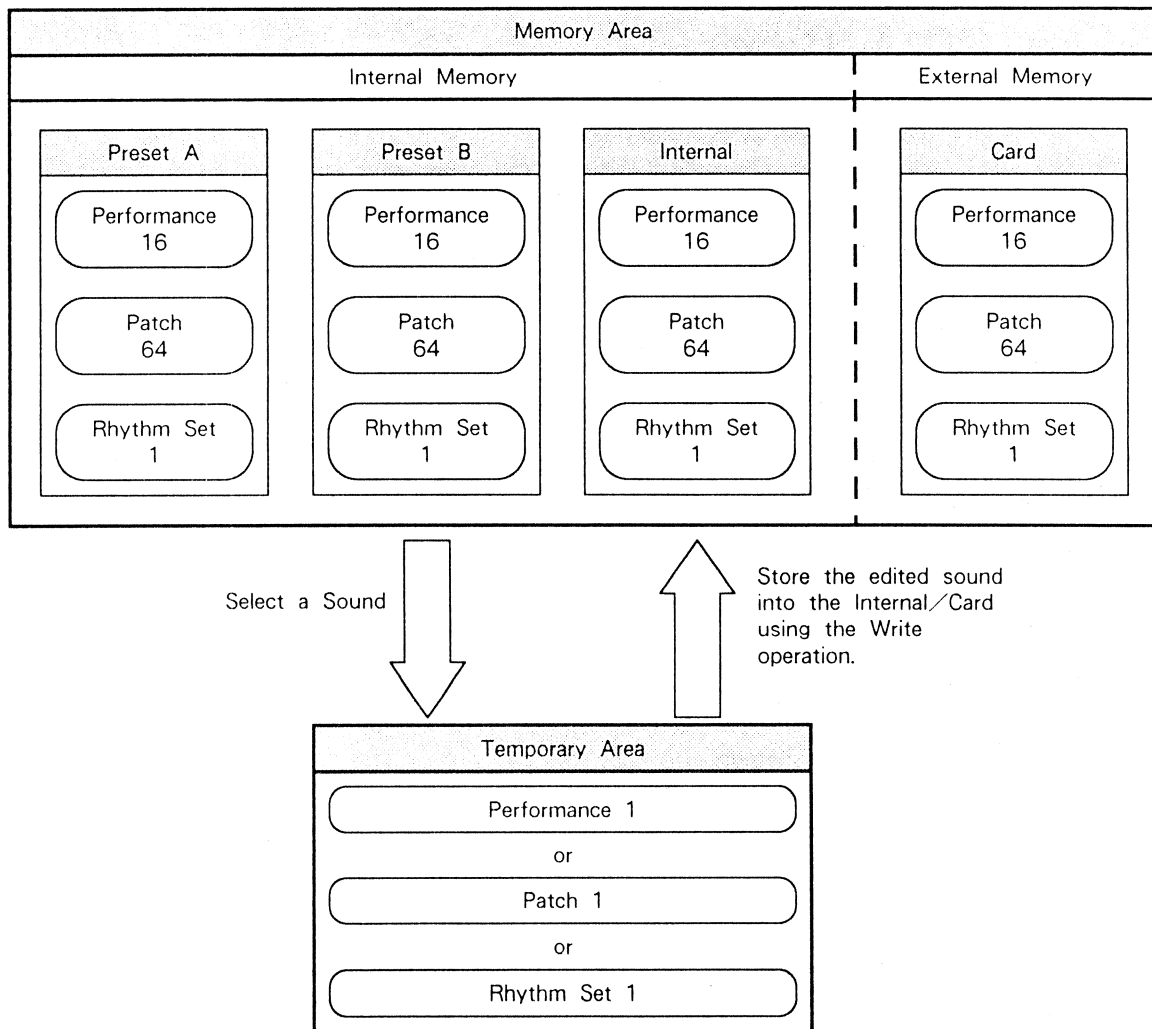 Memory Area
Internal Memory
External Memory
Preset A
Performance
16
Patch
64
Rhythm Set
1
Preset B
Performance
16
Patch
64
Rhythm Set
1
Internal
Performance
16
Patch
64
Rhythm Set
1
Card
Performance
16
Patch
64
Rhythm Set
1
Select a Sound
Store the edited sound
into the Internal/Card
using the Write
operation.
Temporary Area
Performance 1
or
Patch 1
or
Rhythm Set 1